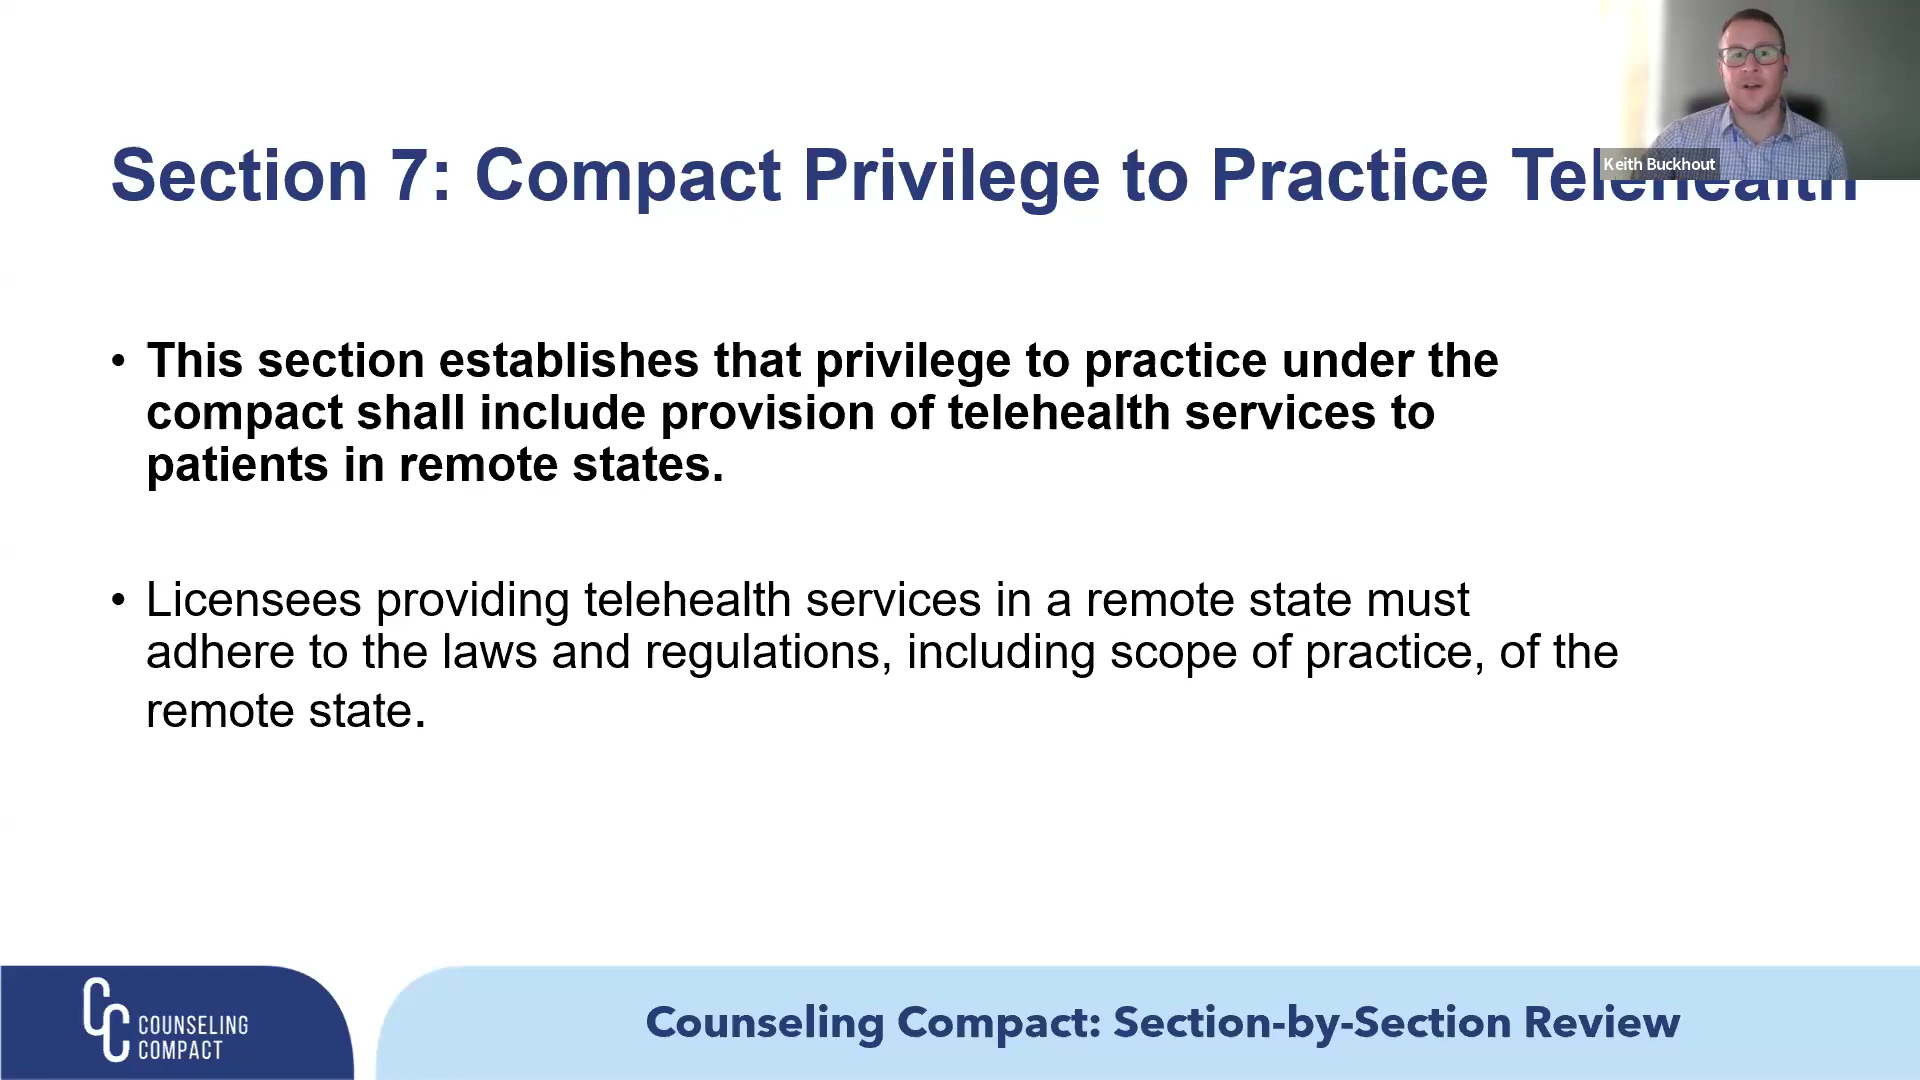 Section 7: Compact Privilege to Practice Telehealth
Keith Buckhout
• This section establishes that privilege to practice under the
compact shall include provision of telehealth services to
patients in remote states.
• Licensees providing telehealth services in a remote state must
adhere to the laws and regulations, including scope of practice, of the
remote state.
CC
COUNSELING
COMPACT
Counseling Compact: Section-by-Section Review